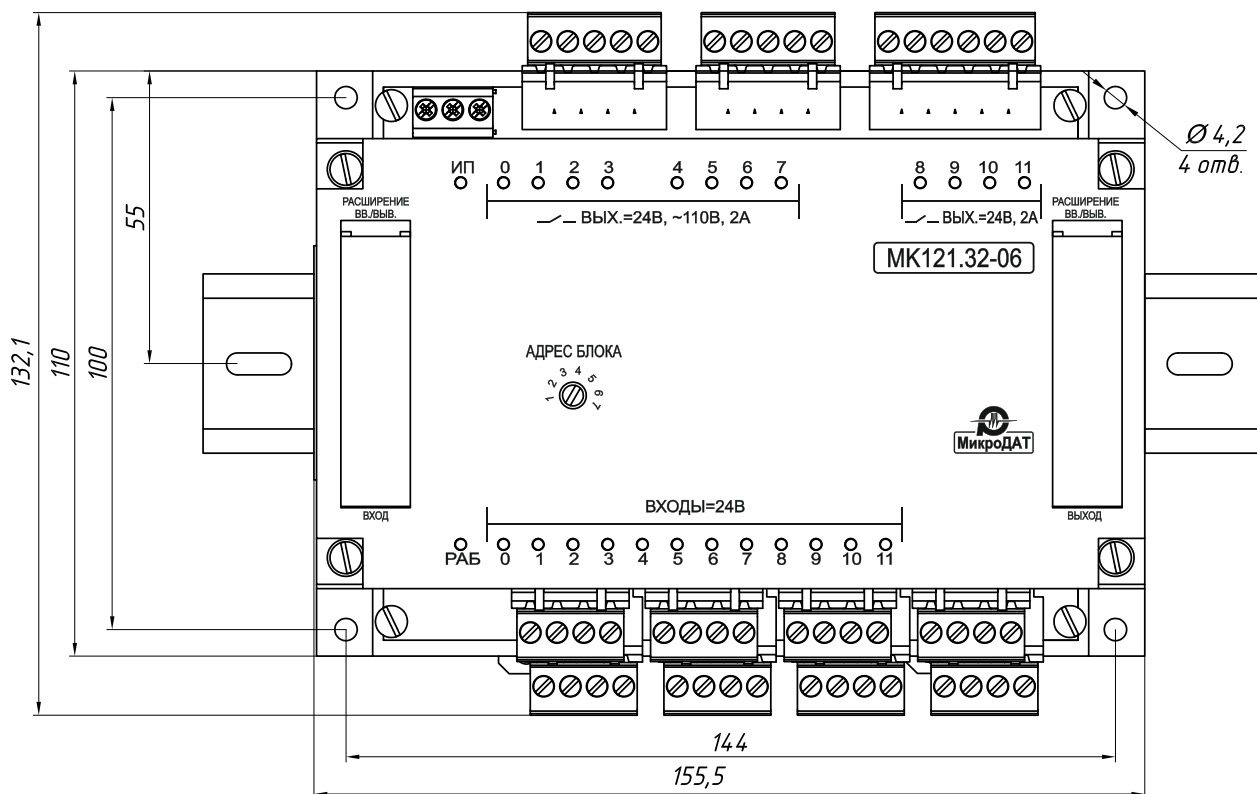 Ø 4,2
4 отв.
ИП 0 1 2 3 4 5 6 7 8 9 10 11
РАСШИРЕНИЕ
ВВ./ВЫВ.
ВЫХ.=24В, ~110В, 2А
ВЫХ.=24В, 2А
РАСШИРЕНИЕ
ВВ./ВЫВ.
МК121.32-06
132,1
110
100
55
АДРЕС БЛОКА
1 2 3 4 5 6 7
МикроДАТ
ВХОДЫ=24В
ВХОД
ВЫХОД
РАБ 0 1 2 3 4 5 6 7 8 9 10 11
144
155,5